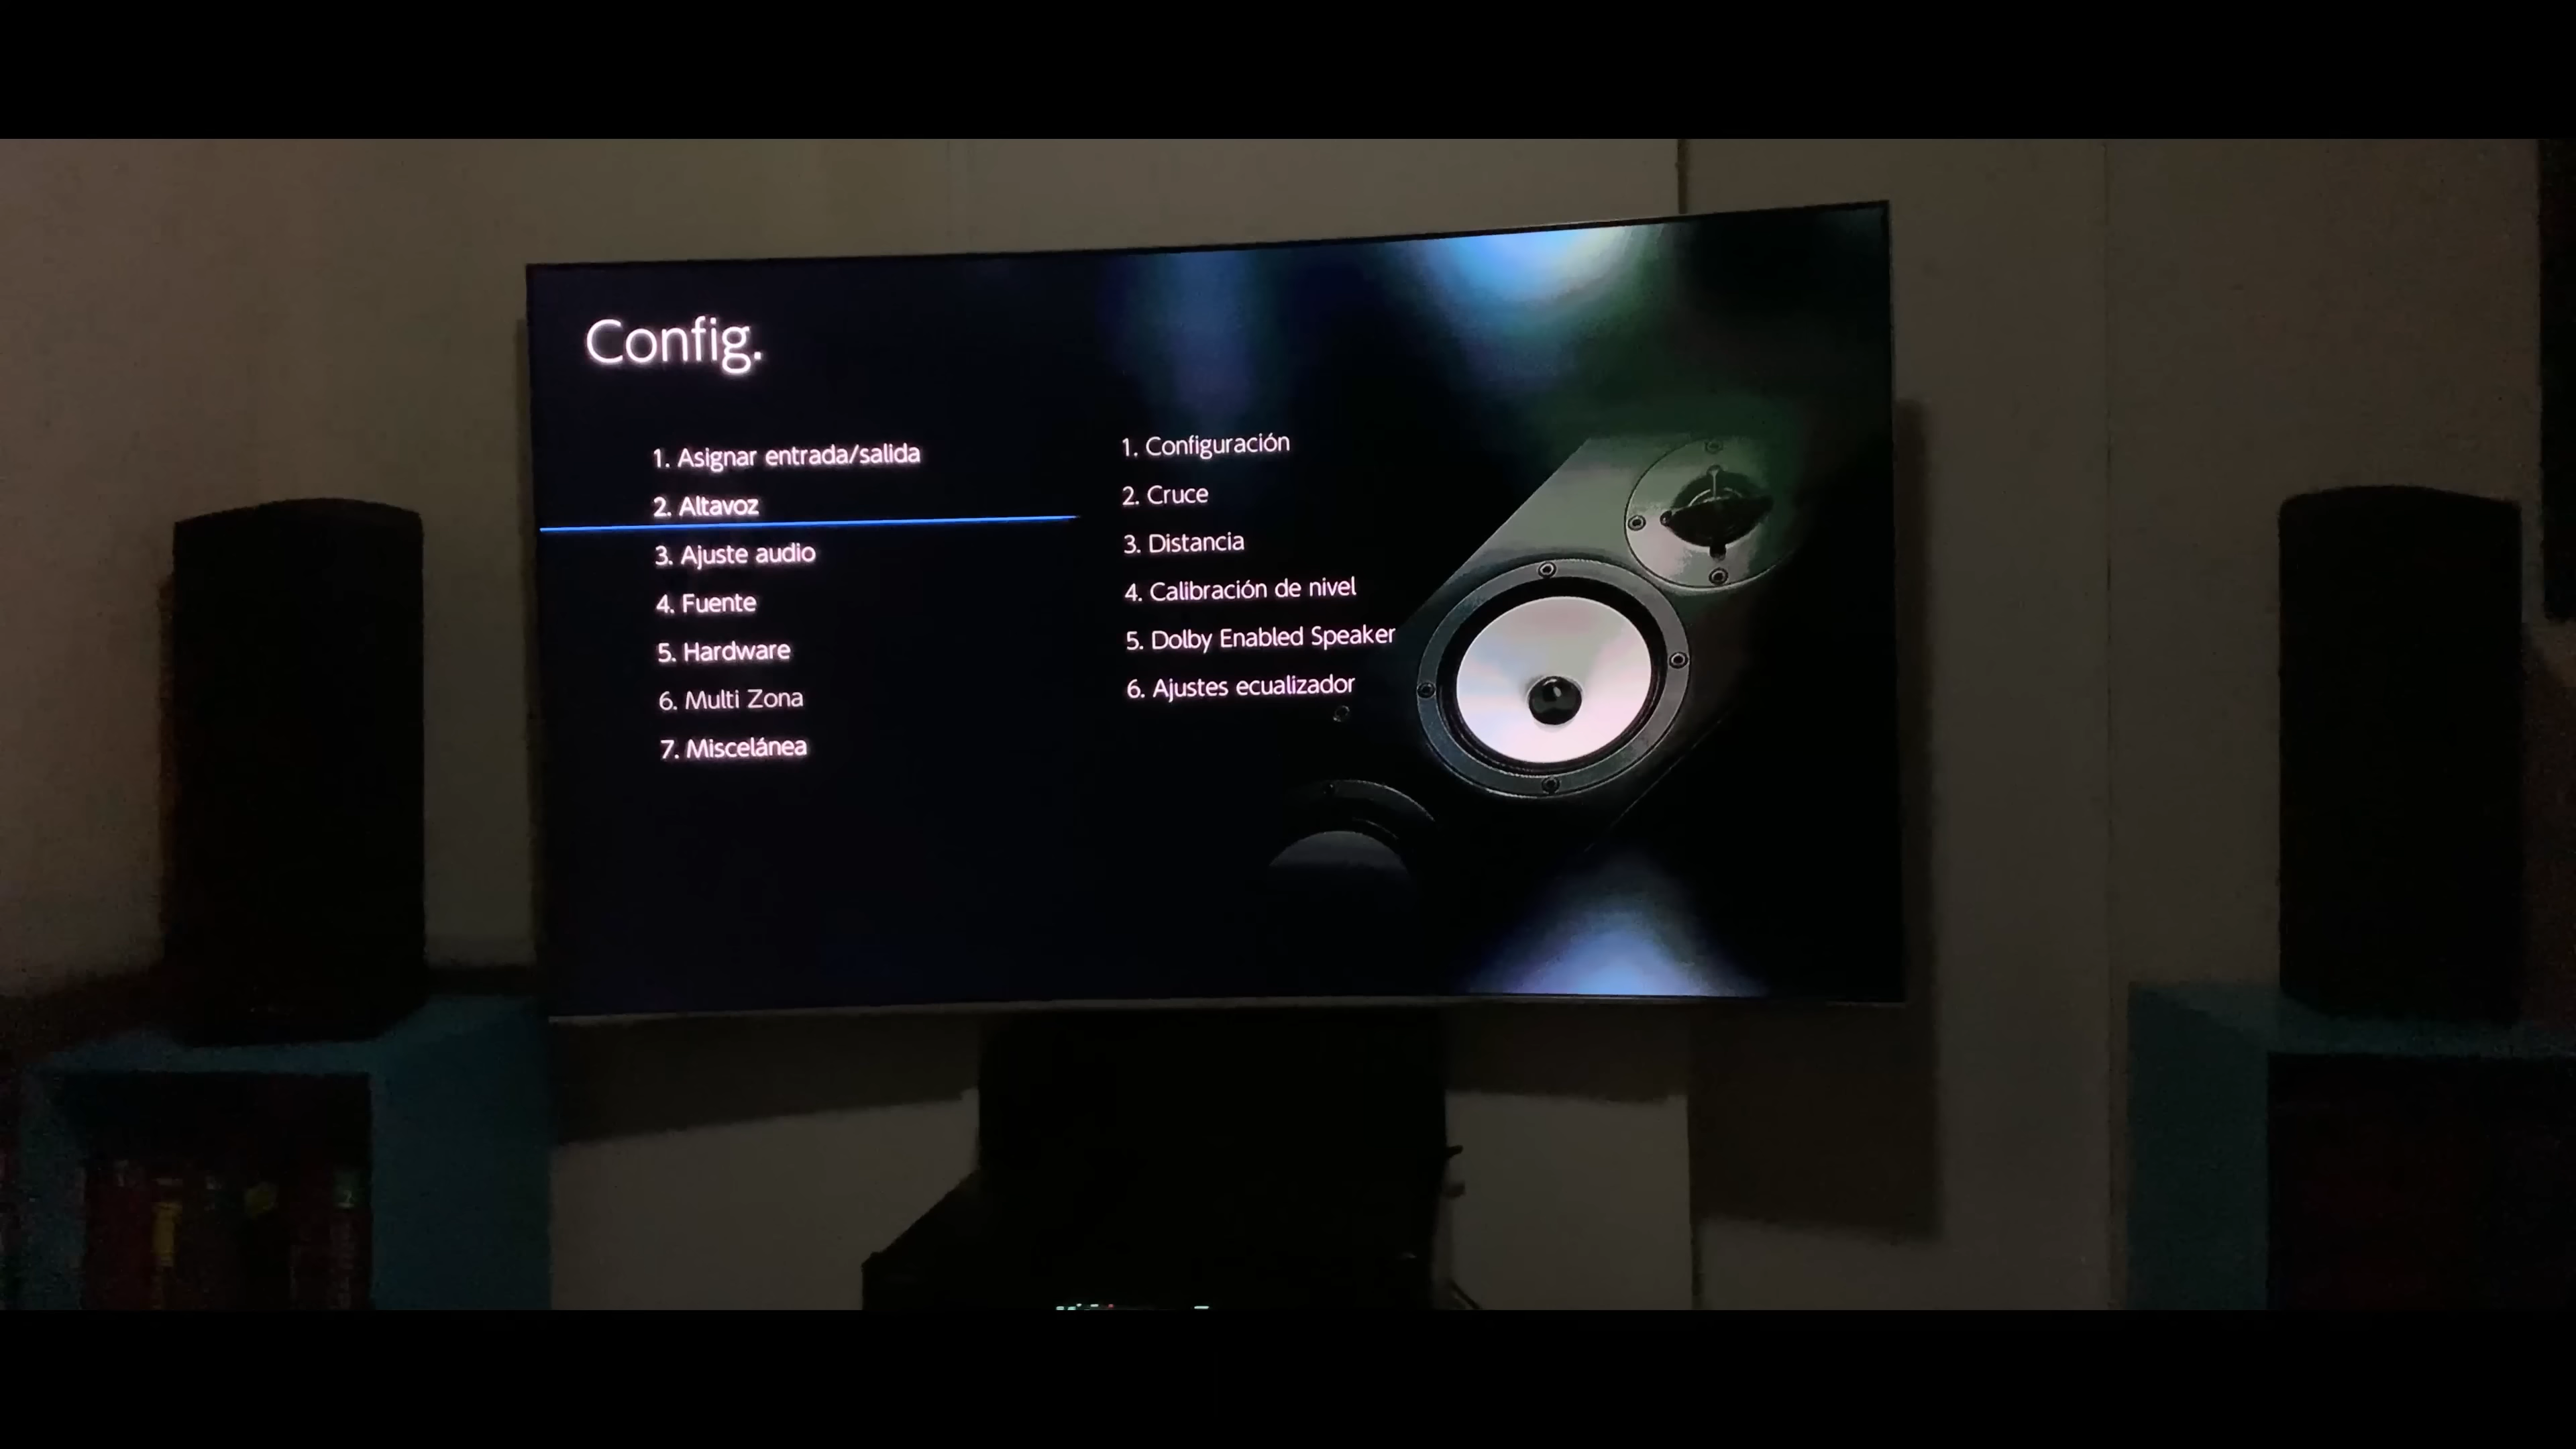 Config.
1. Asignar entrada/salida
2. Altavoz
3. Ajuste audio
4. Fuente
5. Hardware
6. Multi Zona
7. Miscelánea
1. Configuración
2. Cruce
3. Distancia
4. Calibración de nivel
5. Dolby Enabled Speaker
6. Ajustes ecualizador